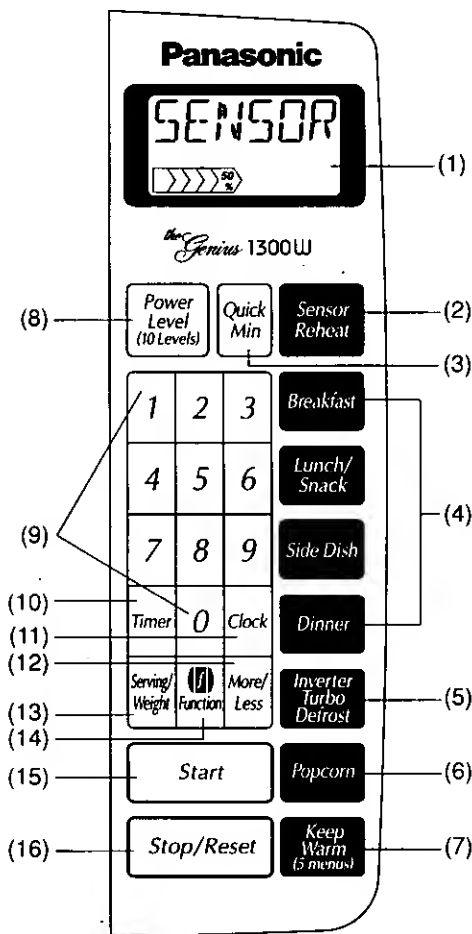 Panasonic
SENSOR
50
%
(1)
the Genius 1300W
(8)
Power
Level
(10 Levels)
Quick
Min
(3)
Sensor
Reheat
(2)
1 2 3
Breakfast
4 5 6
Lunch/
Snack
(4)
7 8 9
(9)
Side Dish
(10)
Timer
(11)
0
Clock
Dinner
(12)
Serving/
Weight
(13)
Function
(14)
More/
Less
Inverter
Turbo
Defrost
(5)
(15)
Start
Popcorn
(6)
(16)
Stop/Reset
Keep
Warm
(5 menus)
(7)